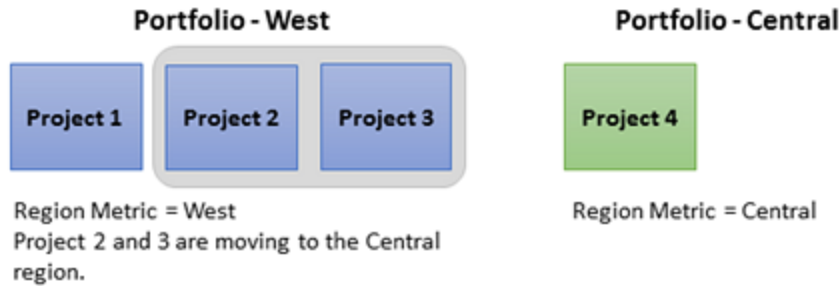 Portfolio - West
Portfolio - Central
Project 1
Project 2
Project 3
Project 4
Region Metric = West
Project 2 and 3 are moving to the Central
region.
Region Metric = Central